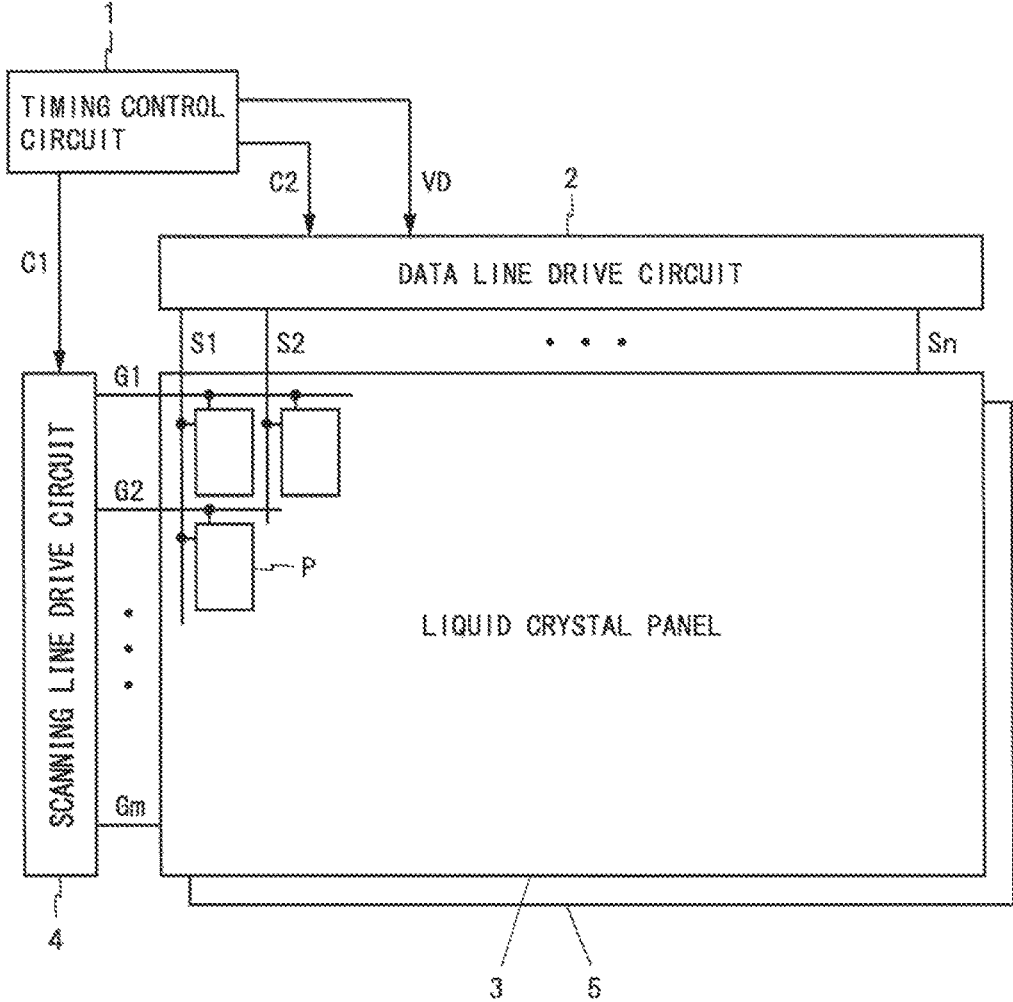 1
TIMING CONTROL
CIRCUIT
C2
VD
2
C1
DATA LINE DRIVE CIRCUIT
S1
S2
Sn
G1
G2
P
SCANNING LINE DRIVE CIRCUIT
LIQUID CRYSTAL PANEL
Gm
4
3
5